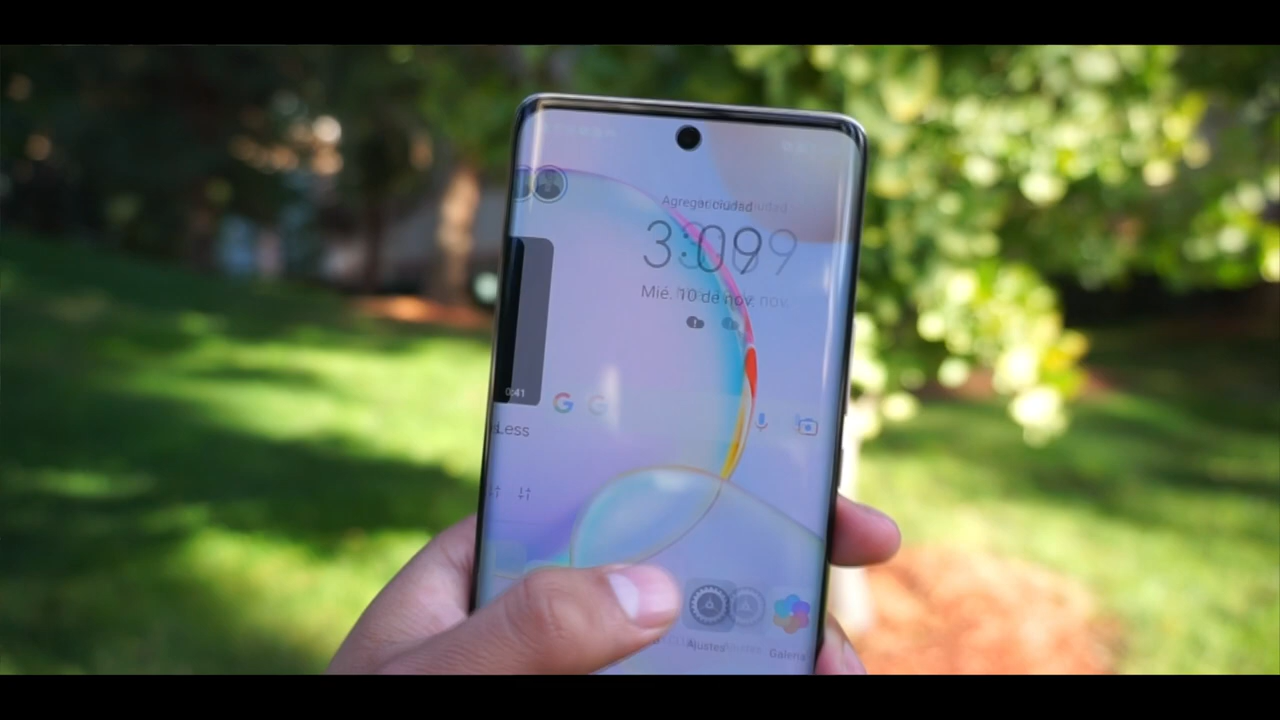 Agregar ciudad
3:09
Mié. 10 de nov.
0:41
Less
Ajustes
Galería